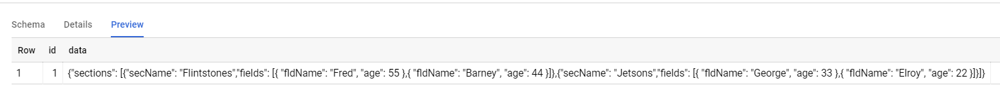 Schema Details Preview
Row id data
1 1 {"sections": [{"secName": "Flintstones","fields": [{ "fldName": "Fred", "age": 55 },{ "fldName": "Barney", "age": 44 }]},{"secName": "Jetsons","fields": [{ "fldName": "George", "age": 33 },{ "fldName": "Elroy", "age": 22 }]}]}